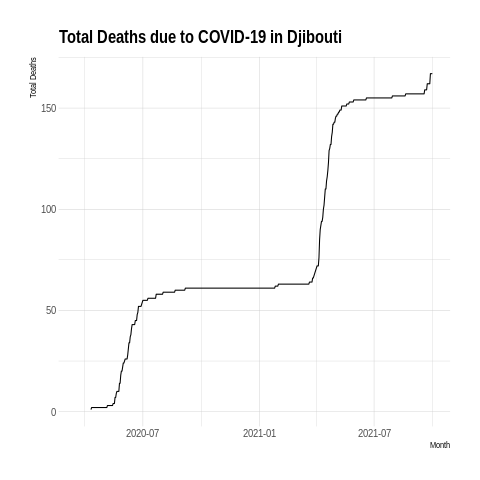 Total Deaths due to COVID-19 in Djibouti
Total Deaths
150
100
50
0
2020-07
2021-01
2021-07
Month